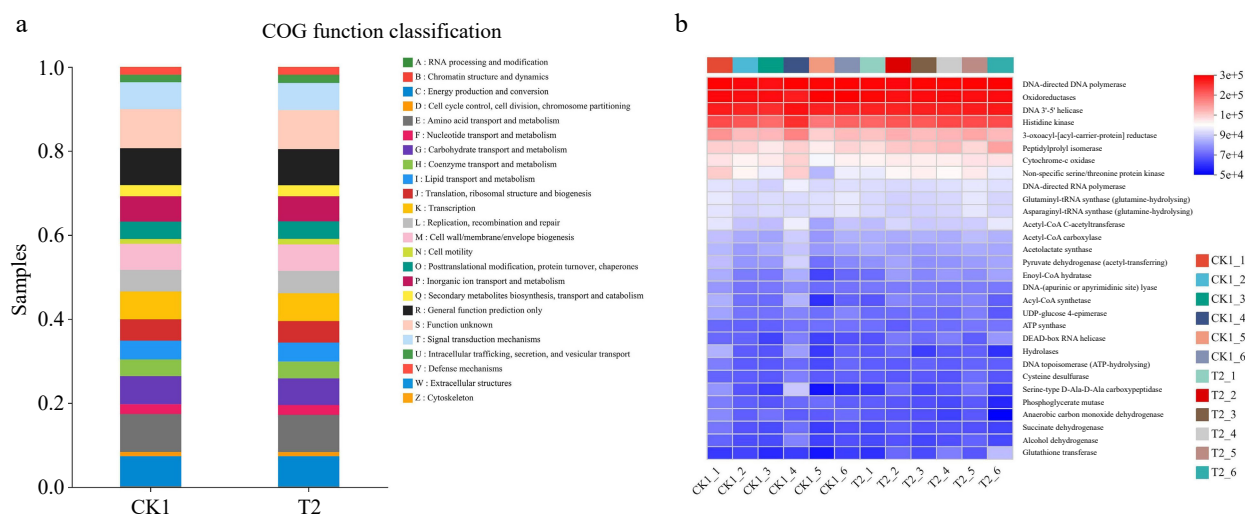 a
COG function classification
Samples
1.0
0.8
0.6
0.4
0.2
0.0
CK1
T2
A : RNA processing and modification
B : Chromatin structure and dynamics
C : Energy production and conversion
D : Cell cycle control, cell division, chromosome partitioning
E : Amino acid transport and metabolism
F : Nucleotide transport and metabolism
G : Carbohydrate transport and metabolism
H : Coenzyme transport and metabolism
I : Lipid transport and metabolism
J : Translation, ribosomal structure and biogenesis
K : Transcription
L : Replication, recombination and repair
M : Cell wall/membrane/envelope biogenesis
N : Cell motility
O : Posttranslational modification, protein turnover, chaperones
P : Inorganic ion transport and metabolism
Q : Secondary metabolites biosynthesis, transport and catabolism
R : General function prediction only
S : Function unknown
T : Signal transduction mechanisms
U : Intracellular trafficking, secretion, and vesicular transport
V : Defense mechanisms
W : Extracellular structures
Z : Cytoskeleton
b
DNA-directed DNA polymerase
Oxidoreductases
DNA 3'-5' helicase
Histidine kinase
3-oxoacyl-[acyl-carrier-protein] reductase
Peptidylprolyl isomerase
Cytochrome-c oxidase
Non-specific serine/threonine protein kinase
DNA-directed RNA polymerase
Glutaminyl-tRNA synthase (glutamine-hydrolysing)
Asparaginyl-tRNA synthase (glutamine-hydrolysing)
Acetyl-CoA C-acetyltransferase
Acetyl-CoA carboxylase
Acetolactate synthase
Pyruvate dehydrogenase (acetyl-transferring)
Enoyl-CoA hydratase
DNA-(apurinic or apyrimidinic site) lyase
Acyl-CoA synthetase
UDP-glucose 4-epimerase
ATP synthase
DEAD-box RNA helicase
Hydrolases
DNA topoisomerase (ATP-hydrolysing)
Cysteine desulfurase
Serine-type D-Ala-D-Ala carboxypeptidase
Phosphoglycerate mutase
Anaerobic carbon monoxide dehydrogenase
Succinate dehydrogenase
Alcohol dehydrogenase
Glutathione transferase
CK1_1
CK1_2
CK1_3
CK1_4
CK1_5
CK1_6
T2_1
T2_2
T2_3
T2_4
T2_5
T2_6
3e+5
2e+5
1e+5
9e+4
7e+4
5e+4
CK1_1
CK1_2
CK1_3
CK1_4
CK1_5
CK1_6
T2_1
T2_2
T2_3
T2_4
T2_5
T2_6